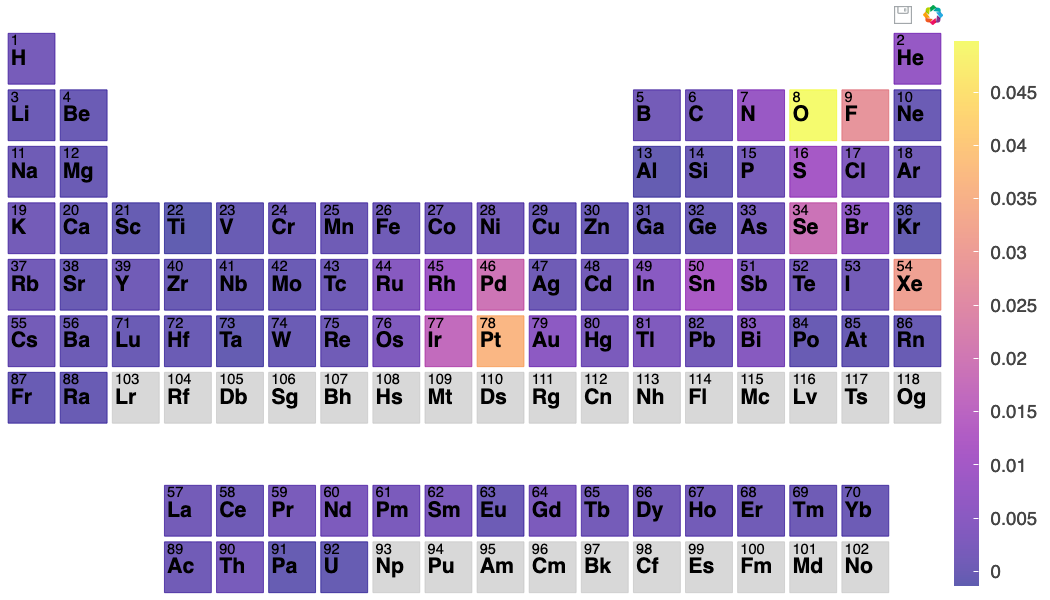 1 2
H He
3 4 5 6 7 8 9 10
Li Be B C N O F Ne
11 12 13 14 15 16 17 18
Na Mg Al Si P S Cl Ar
19 20 21 22 23 24 25 26 27 28 29 30 31 32 33 34 35 36
K Ca Sc Ti V Cr Mn Fe Co Ni Cu Zn Ga Ge As Se Br Kr
37 38 39 40 41 42 43 44 45 46 47 48 49 50 51 52 53 54
Rb Sr Y Zr Nb Mo Tc Ru Rh Pd Ag Cd In Sn Sb Te I Xe
55 56 71 72 73 74 75 76 77 78 79 80 81 82 83 84 85 86
Cs Ba Lu Hf Ta W Re Os Ir Pt Au Hg Tl Pb Bi Po At Rn
87 88 103 104 105 106 107 108 109 110 111 112 113 114 115 116 117 118
Fr Ra Lr Rf Db Sg Bh Hs Mt Ds Rg Cn Nh Fl Mc Lv Ts Og
57 58 59 60 61 62 63 64 65 66 67 68 69 70
La Ce Pr Nd Pm Sm Eu Gd Tb Dy Ho Er Tm Yb
89 90 91 92 93 94 95 96 97 98 99 100 101 102
Ac Th Pa U Np Pu Am Cm Bk Cf Es Fm Md No
0.045
0.04
0.035
0.03
0.025
0.02
0.015
0.01
0.005
0